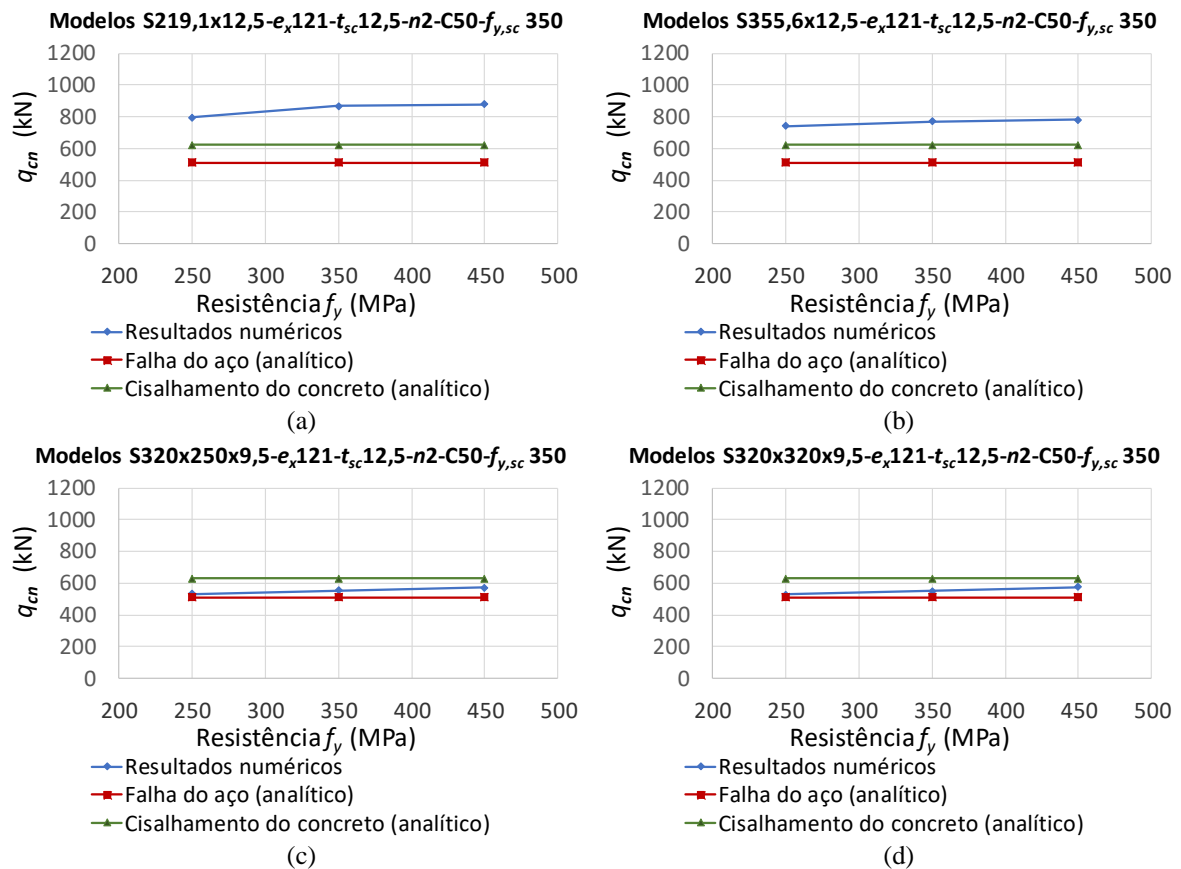 Modelos S219,1x12,5-ex121-tsc12,5-n2-C50-fy,sc 350
1200
1000
800
600
400
200
0
qcn (kN)
200 250 300 350 400 450 500
Resistência fy (MPa)
Resultados numéricos
Falha do aço (analítico)
Cisalhamento do concreto (analítico)
(a)
Modelos S355,6x12,5-ex121-tsc12,5-n2-C50-fy,sc 350
1200
1000
800
600
400
200
0
qcn (kN)
200 250 300 350 400 450 500
Resistência fy (MPa)
Resultados numéricos
Falha do aço (analítico)
Cisalhamento do concreto (analítico)
(b)
Modelos S320x250x9,5-ex121-tsc12,5-n2-C50-fy,sc 350
1200
1000
800
600
400
200
0
qcn (kN)
200 250 300 350 400 450 500
Resistência fy (MPa)
Resultados numéricos
Falha do aço (analítico)
Cisalhamento do concreto (analítico)
(c)
Modelos S320x320x9,5-ex121-tsc12,5-n2-C50-fy,sc 350
1200
1000
800
600
400
200
0
qcn (kN)
200 250 300 350 400 450 500
Resistência fy (MPa)
Resultados numéricos
Falha do aço (analítico)
Cisalhamento do concreto (analítico)
(d)